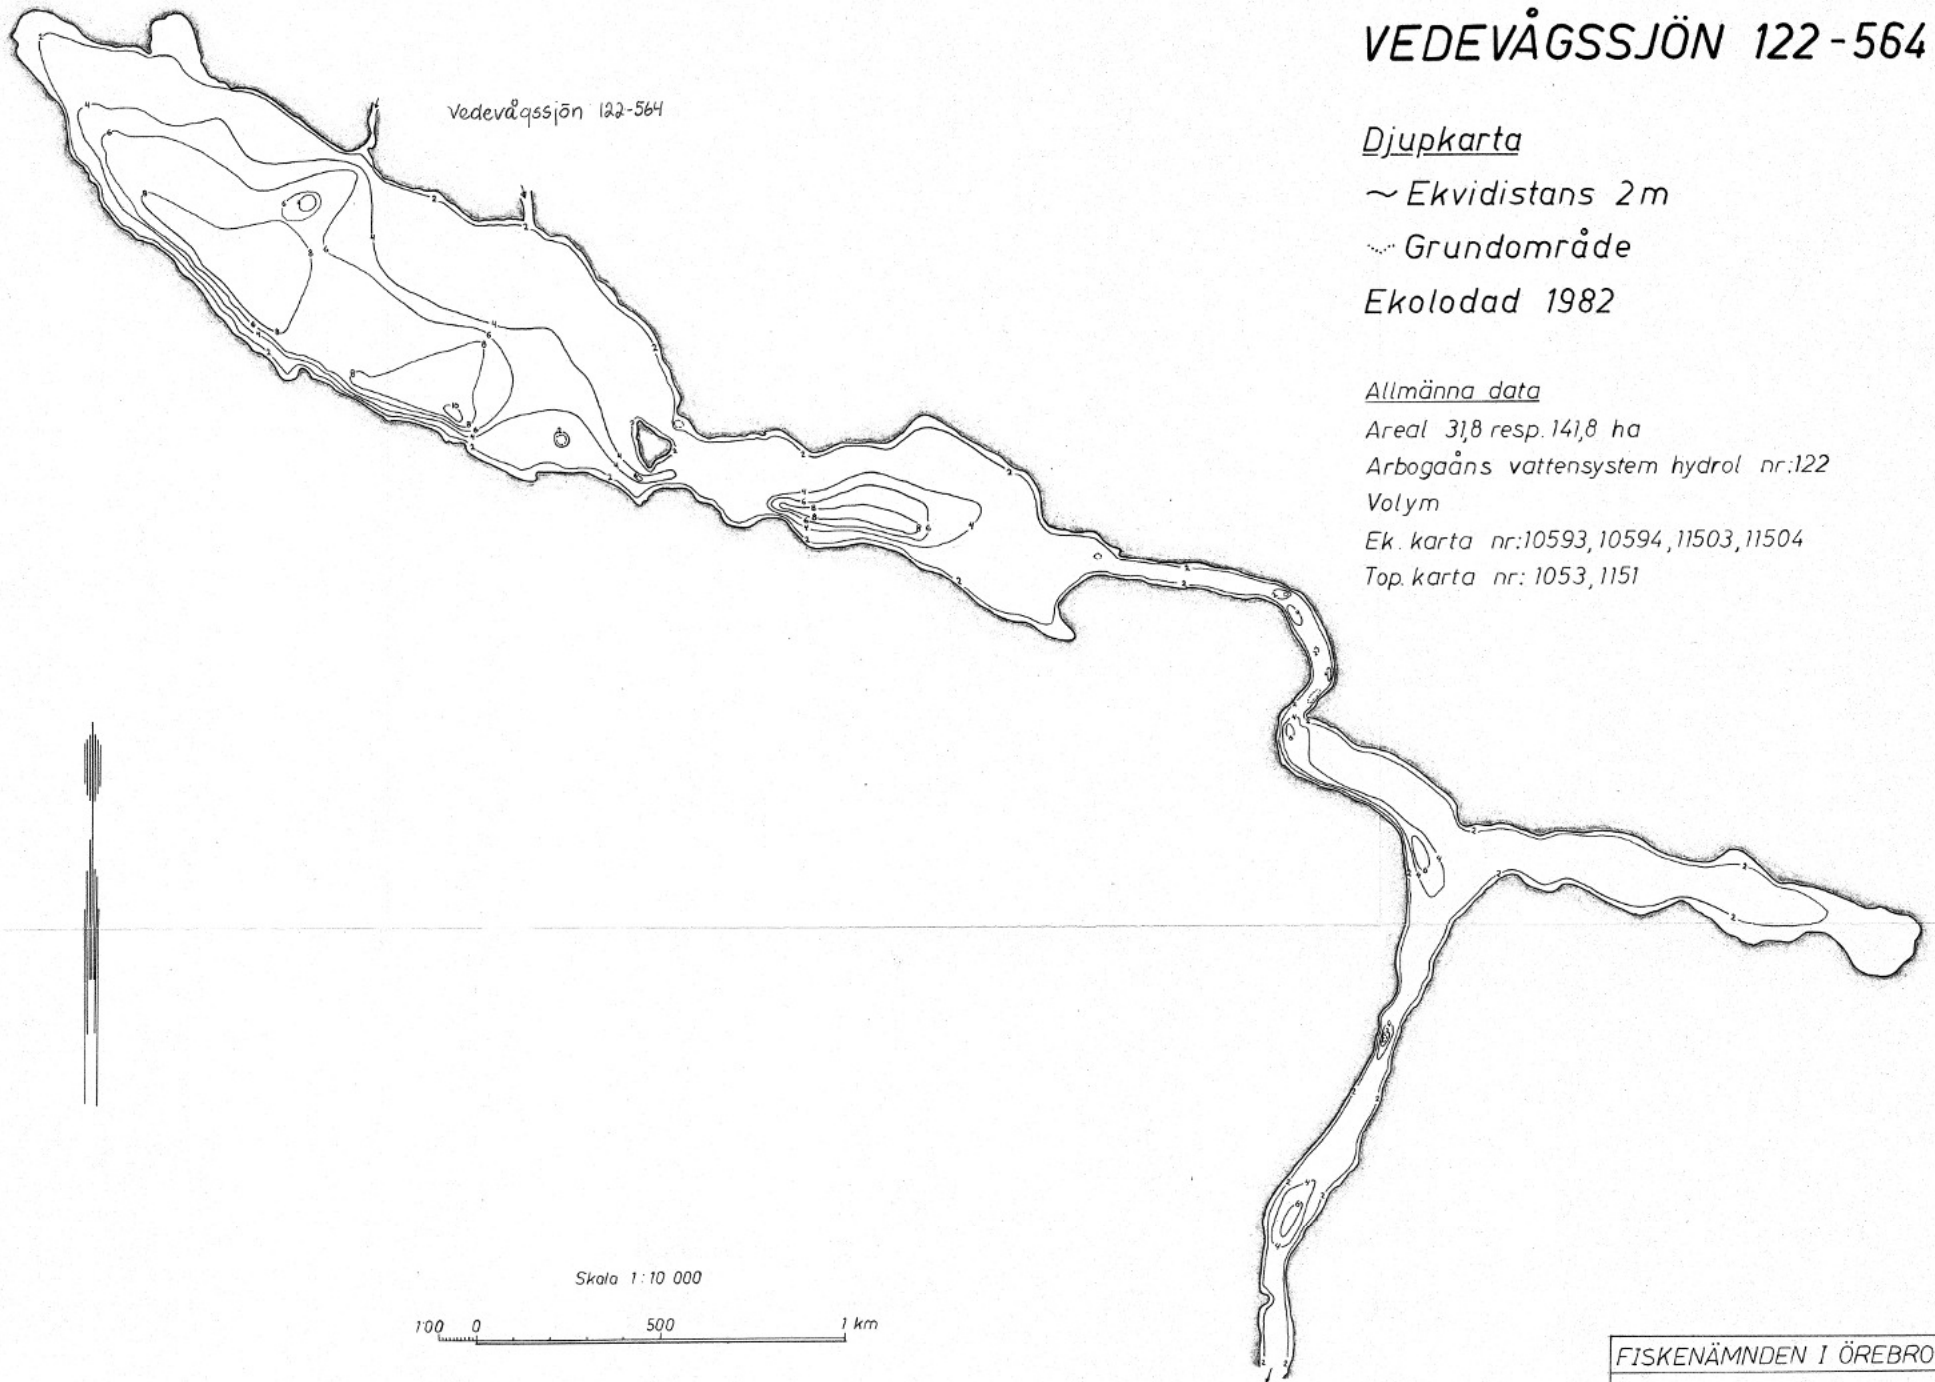 VEDEVÅGSSJÖN 122-564
Vedevågssjön 122-564
Djupkarta
Ekvidistans 2m
Grundområde
Ekolodad 1982
Allmänna data
Areal 31,8 resp. 141,8 ha
Arbogaåns vattensystem hydrol nr:122
Volym
Ek. karta nr:10593, 10594, 11503, 11504
Top. karta nr: 1053, 1151
Skala 1:10 000
100 0 500 1 km
FISKENÄMNDEN I ÖREBRO